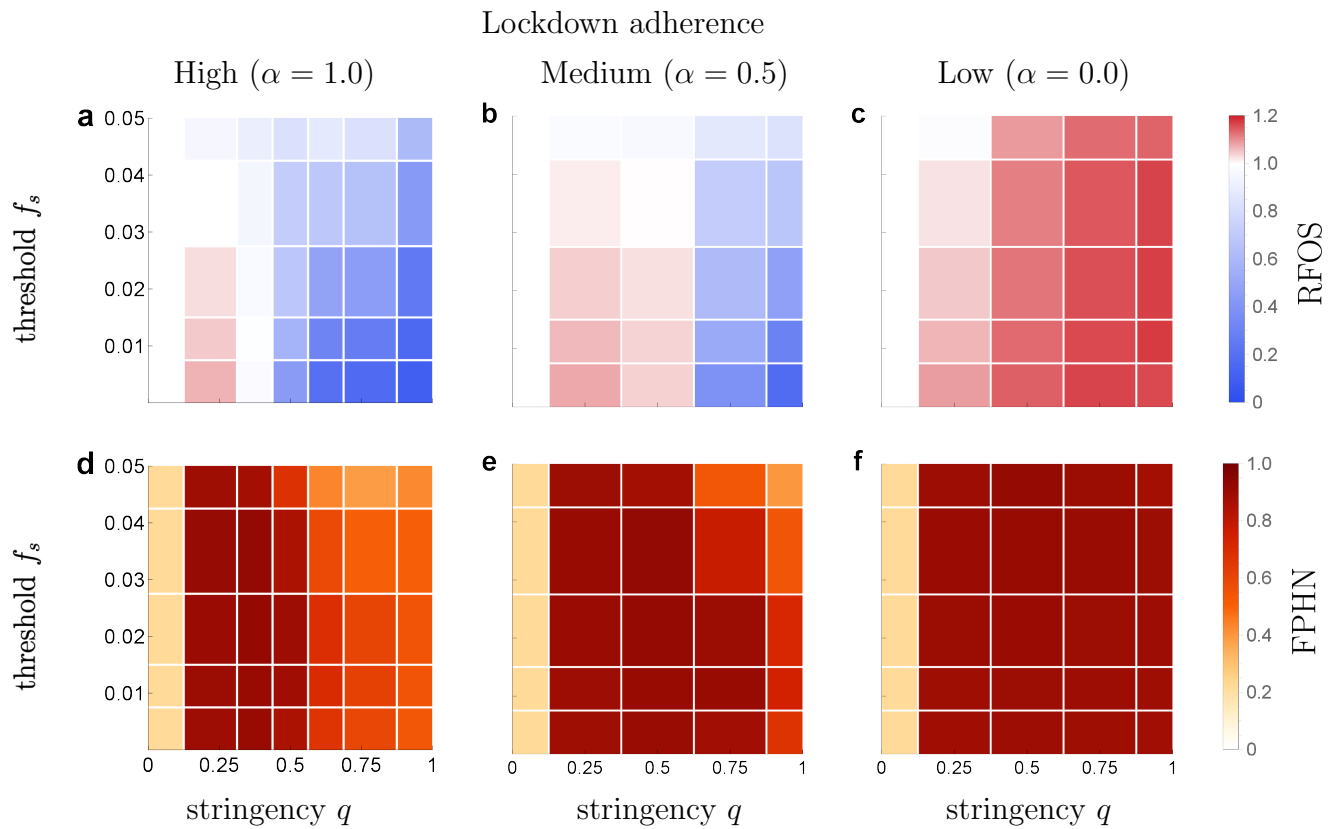 Lockdown adherence
High (α = 1.0)
Medium (α = 0.5)
Low (α = 0.0)
a
b
c
threshold f_s
0.05
0.04
0.03
0.02
0.01
1.2
1.0
0.8
0.6
0.4
0.2
0
RFOS
d
e
f
threshold f_s
0.05
0.04
0.03
0.02
0.01
0 0.25 0.5 0.75 1
0 0.25 0.5 0.75 1
0 0.25 0.5 0.75 1
1.0
0.8
0.6
0.4
0.2
0
FPHN
stringency q
stringency q
stringency q